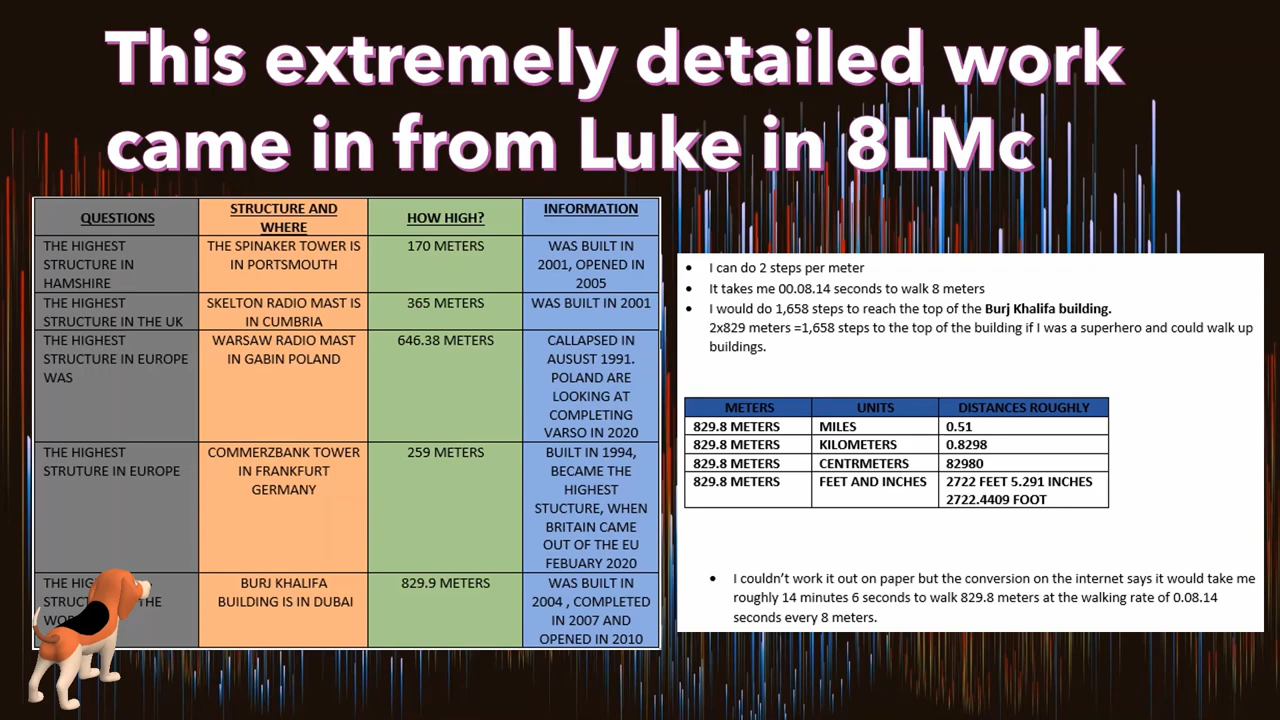 This extremely detailed work
came in from Luke in 8LMc
QUESTIONS
STRUCTURE AND
WHERE
HOW HIGH?
INFORMATION
THE HIGHEST
STRUCTURE IN
HAMSHIRE
THE SPINAKER TOWER IS
IN PORTSMOUTH
170 METERS
WAS BUILT IN
2001, OPENED IN
2005
THE HIGHEST
STRUCTURE IN THE UK
SKELTON RADIO MAST IS
IN CUMBRIA
365 METERS
WAS BUILT IN 2001
THE HIGHEST
STRUCTURE IN EUROPE
WAS
WARSAW RADIO MAST
IN GABIN POLAND
646.38 METERS
CALLAPSED IN
AUSUST 1991.
POLAND ARE
LOOKING AT
COMPLETING
VARSO IN 2020
THE HIGHEST
STRUTURE IN EUROPE
COMMERZBANK TOWER
IN FRANKFURT
GERMANY
259 METERS
BUILT IN 1994,
BECAME THE
HIGHEST
STUCTURE, WHEN
BRITAIN CAME
OUT OF THE EU
FEBUARY 2020
THE
THE
BURJ KHALIFA
BUILDING IS IN DUBAI
829.9 METERS
WAS BUILT IN
2004 , COMPLETED
IN 2007 AND
OPENED IN 2010
• I can do 2 steps per meter
• It takes me 00.08.14 seconds to walk 8 meters
• I would do 1,658 steps to reach the top of the Burj Khalifa building.
2x829 meters =1,658 steps to the top of the building if I was a superhero and could walk up
buildings.
METERS UNITS DISTANCES ROUGHLY
829.8 METERS MILES 0.51
829.8 METERS KILOMETERS 0.8298
829.8 METERS CENTRMETERS 82980
829.8 METERS FEET AND INCHES 2722 FEET 5.291 INCHES
2722.4409 FOOT
• I couldn't work it out on paper but the conversion on the internet says it would take me
roughly 14 minutes 6 seconds to walk 829.8 meters at the walking rate of 0.08.14
seconds every 8 meters.